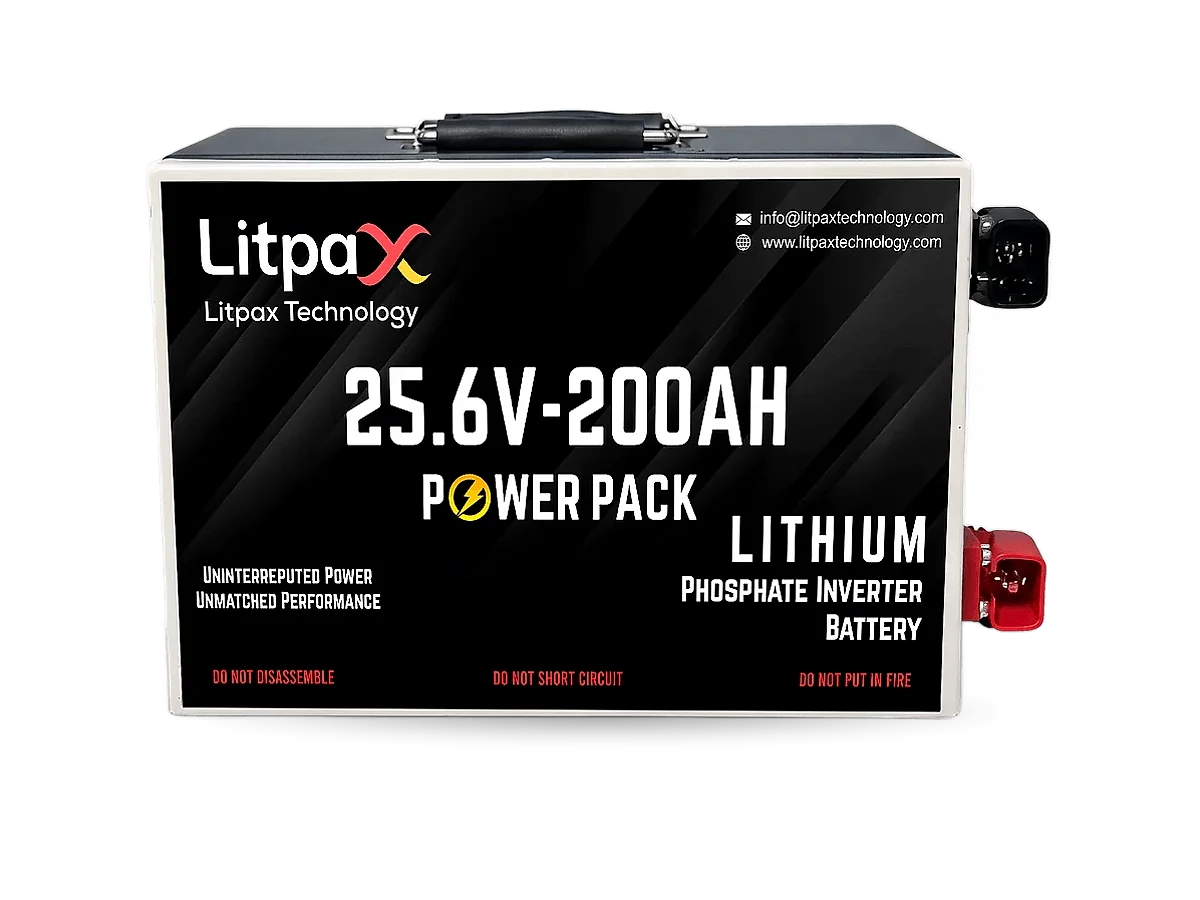 Litpax
Litpax Technology
info@litpaxtechnology.com
www.litpaxtechnology.com
25.6V-200AH
POWER PACK
LITHIUM
PHOSPHATE INVERTER
BATTERY
UNINTERREPUTED POWER
UNMATCHED PERFORMANCE
DO NOT DISASSEMBLE
DO NOT SHORT CIRCUIT
DO NOT PUT IN FIRE